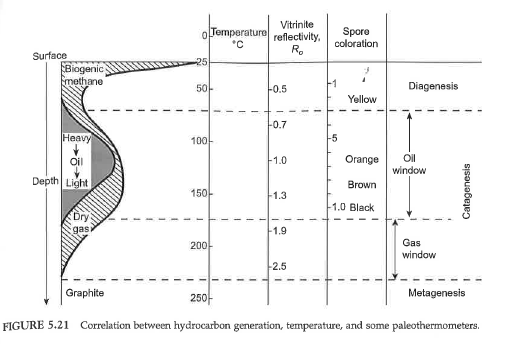 Temperature
°C
Vitrinite
reflectivity,
Rₒ
Spore
coloration
0
Surface
25
Biogenic
methane
50
0.5
1
Yellow
Diagenesis
0.7
100
5
Heavy
Oil
Light
Depth
1.0
Orange
Brown
Oil
window
Catagenesis
150
1.3
1.0 Black
Dry
gas
1.9
200
Gas
window
2.5
Graphite
250
Metagenesis
FIGURE 5.21 Correlation between hydrocarbon generation, temperature, and some paleothermometers.